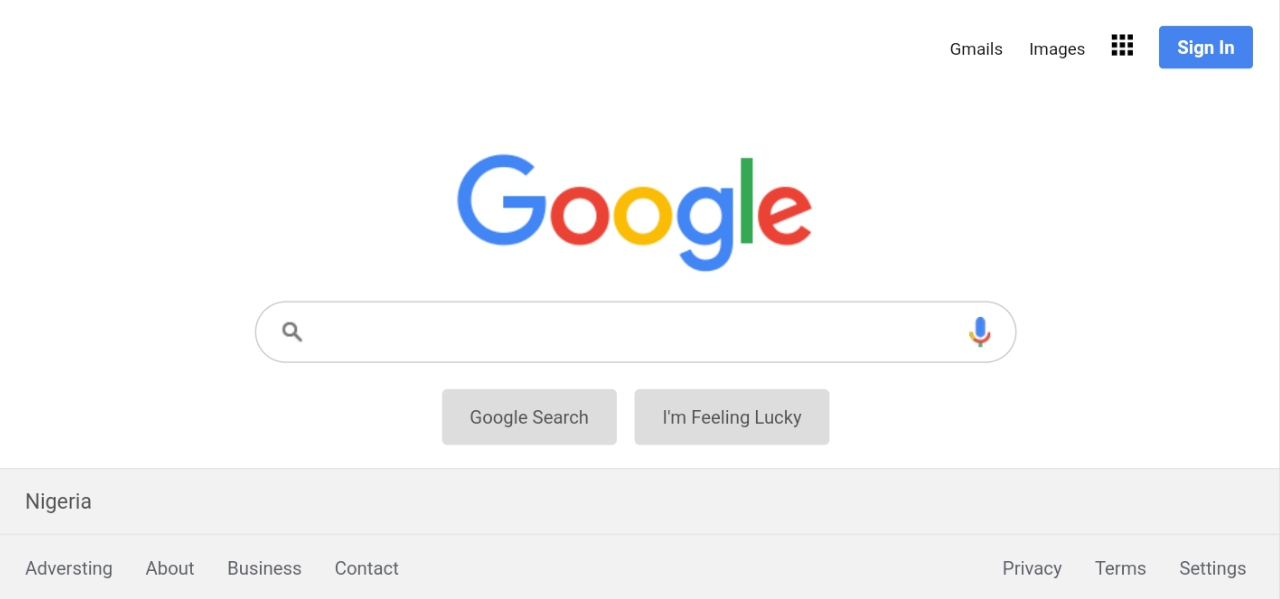 Gmails Images Sign In
Google
Google Search I'm Feeling Lucky
Nigeria
Adversting About Business Contact Privacy Terms Settings